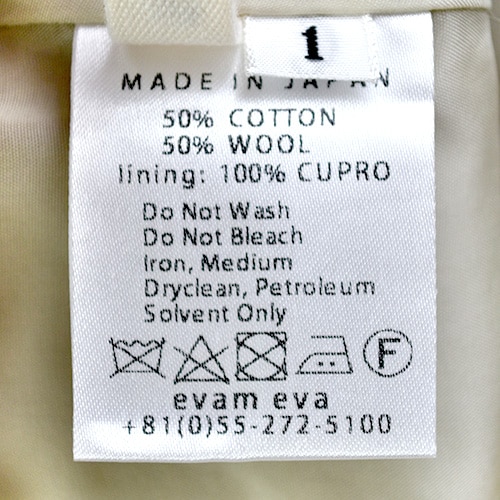 1
MADE IN JAPAN
50% COTTON
50% WOOL
lining: 100% CUPRO
Do Not Wash
Do Not Bleach
Iron, Medium
Dryclean, Petroleum
Solvent Only
F
evam eva
+81(0)55-272-5100